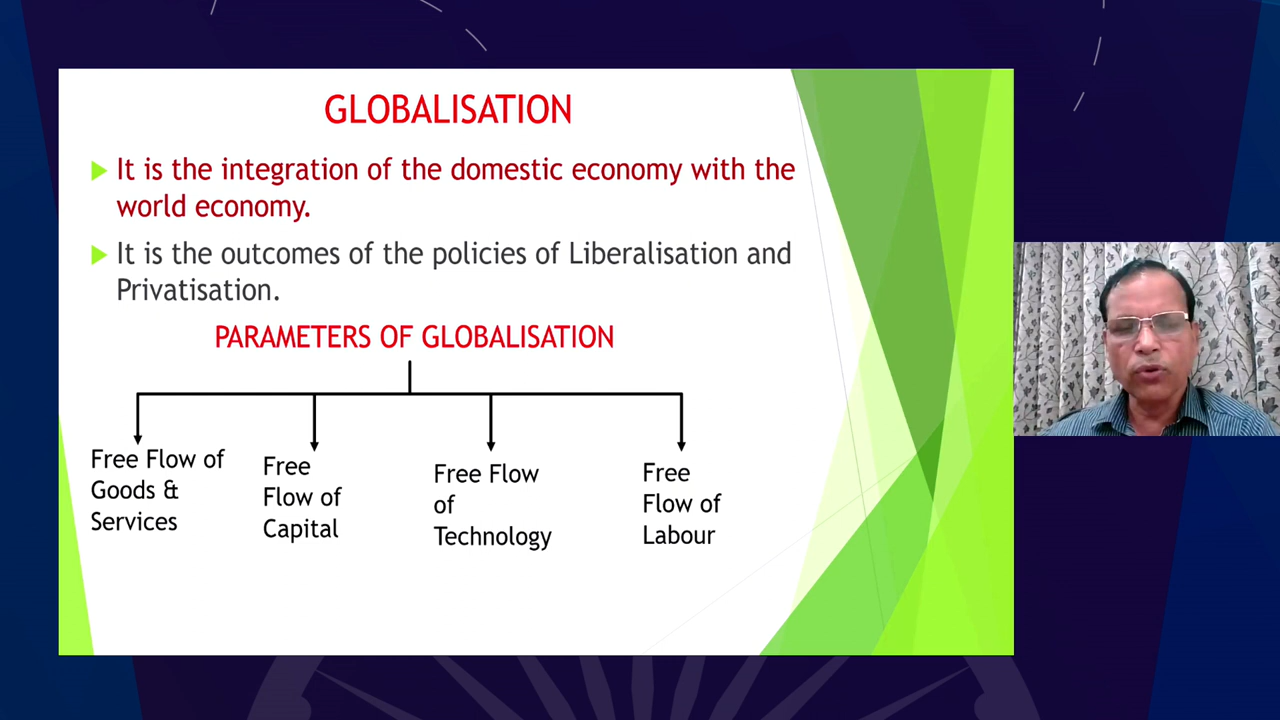 GLOBALISATION
It is the integration of the domestic economy with the
world economy.
It is the outcomes of the policies of Liberalisation and
Privatisation.
PARAMETERS OF GLOBALISATION
Free Flow of
Goods &
Services
Free
Flow of
Capital
Free Flow
of
Technology
Free
Flow of
Labour